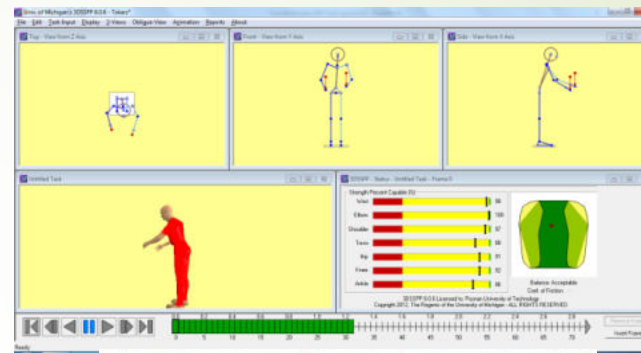 Univ of Michigan's 3DSSPP 6.0.6 - Tokarz*
File Edit Task-Input Display 3-Views Oblique-View Animation Reports About
Top - View from Z Axis
Front - View from Y Axis
Side - View from X Axis
Untitled Task
3DSSPP - Status - Untitled Task - Frame 0
Strength Percent Capable (%)
Wrist
Elbow 100
Shoulder 97
Torso
Hip 91
Knee 92
Ankle
Balance: Acceptable
Coef. of Friction:
3DSSPP 6.0.6 Licensed to: Poznan University of Technology
Copyright 2012, The Regents of the University of Michigan - ALL RIGHTS RESERVED.
0 5 10 15 20 25 30 35 40 45 50 55 60 65 70
Ready